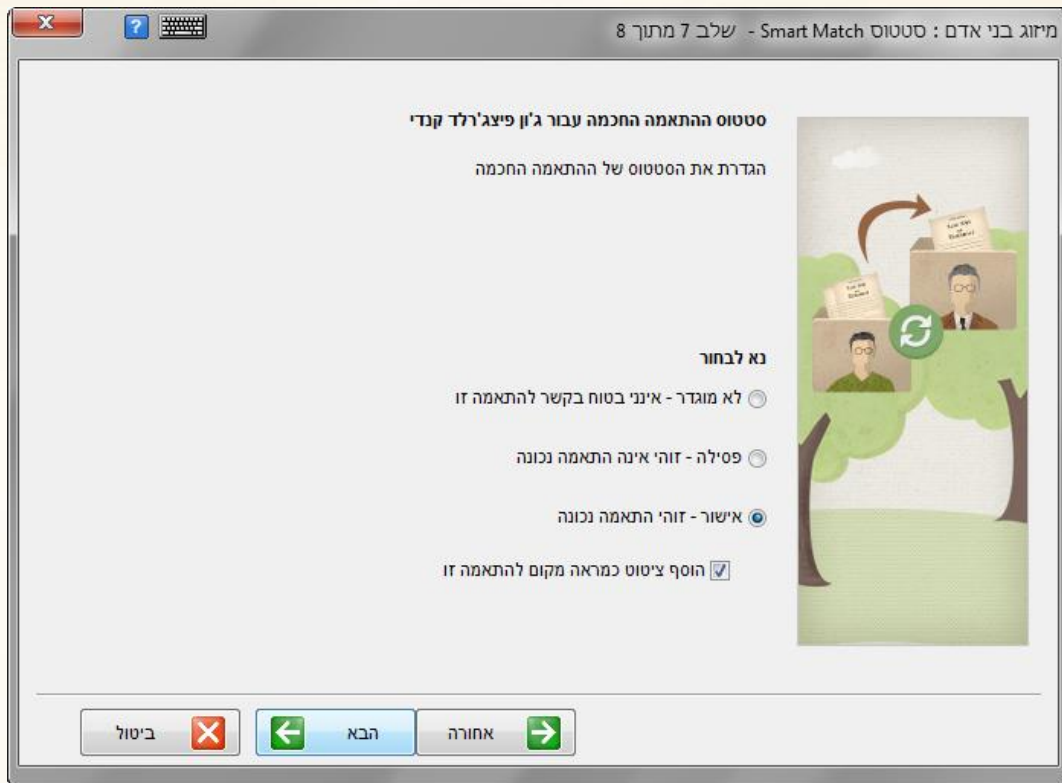 מיזוג בני אדם : סטטוס Smart Match - שלב 7 מתוך 8
סטטוס ההתאמה החכמה עבור ג'ון פיצג'רלד קנדי
הגדרת את הסטטוס של ההתאמה החכמה
נא לבחור
לא מוגדר - אינני בטוח בקשר להתאמה זו
פסילה - זוהי אינה התאמה נכונה
אישור - זוהי התאמה נכונה
הוסף ציטוט כמראה מקום להתאמה זו
אחורה
הבא
ביטול